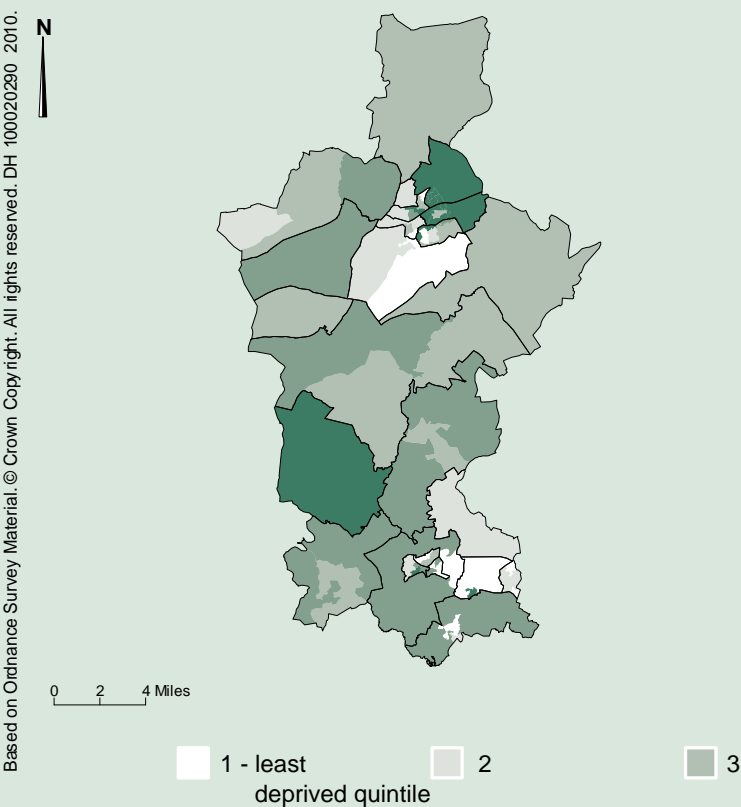 Based on Ordnance Survey Material. © Crown Copyright. All rights reserved. DH 100020290 2010.
N
0 2 4 Miles
1 - least
deprived quintile
2
3